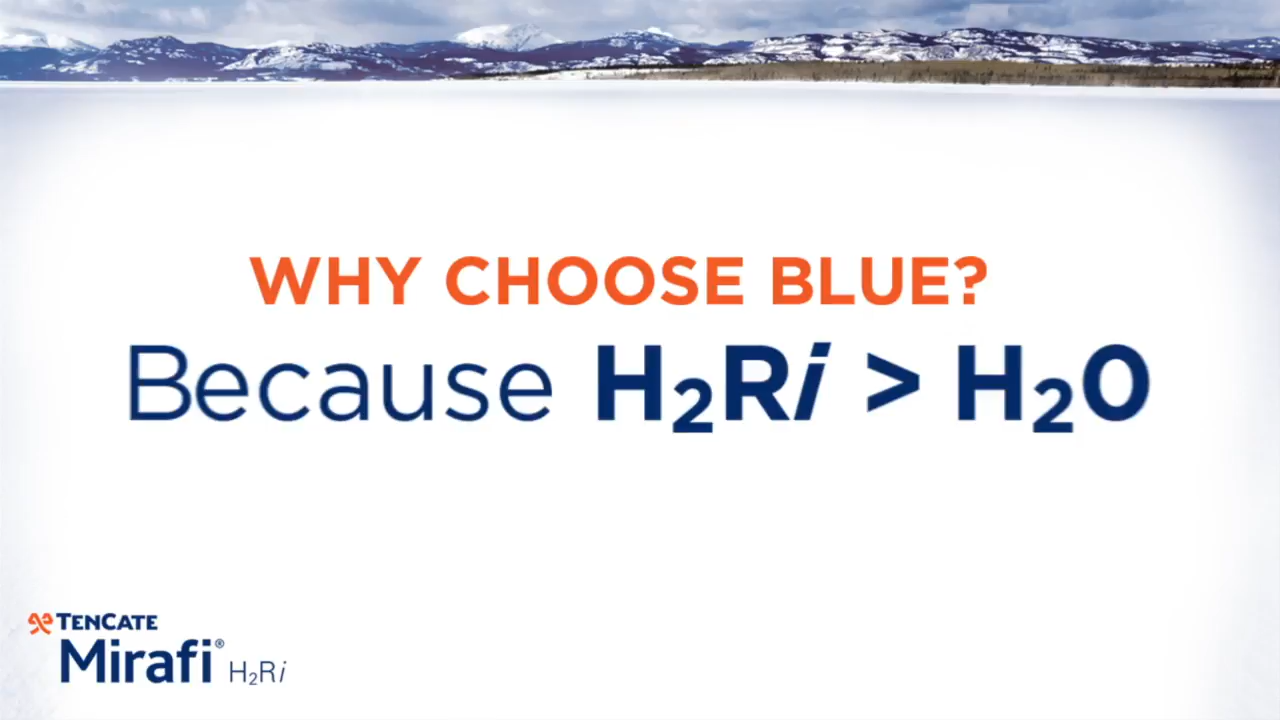 WHY CHOOSE BLUE?
Because H₂Ri > H₂O
TENCATE
Mirafi® H₂Ri